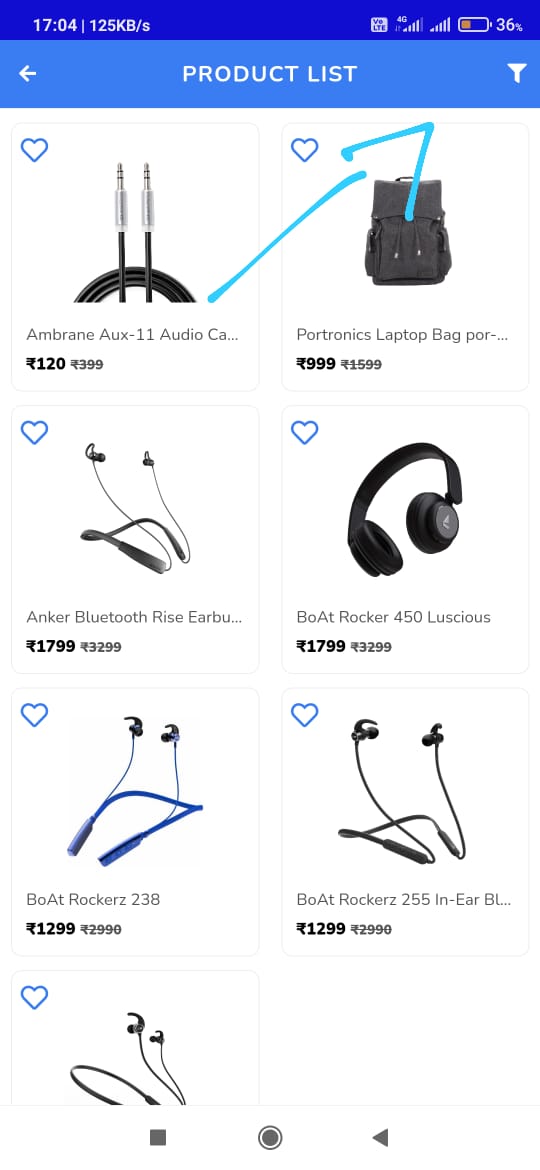 17:04 | 125KB/s Vo LTE 4G 36%
PRODUCT LIST
Ambrane Aux-11 Audio Ca...
₹120 ₹399
Portronics Laptop Bag por-...
₹999 ₹1599
Anker Bluetooth Rise Earbu...
₹1799 ₹3299
BoAt Rocker 450 Luscious
₹1799 ₹3299
BoAt Rockerz 238
₹1299 ₹2990
BoAt Rockerz 255 In-Ear Bl...
₹1299 ₹2990